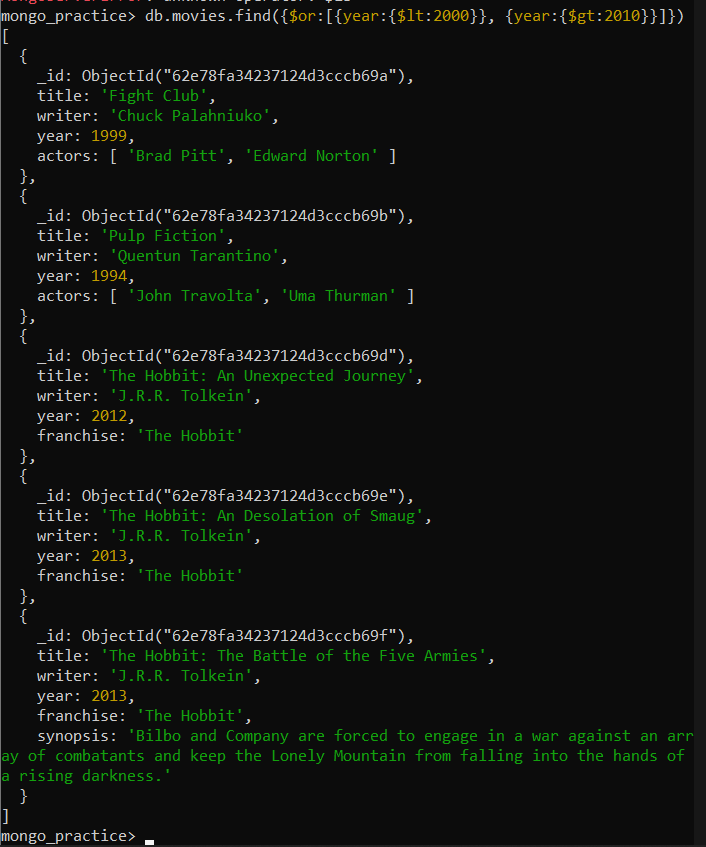 mongo_practice> db.movies.find({$or:[{year:{$lt:2000}}, {year:{$gt:2010}}]})
[
  {
    _id: ObjectId("62e78fa34237124d3cccb69a"),
    title: 'Fight Club',
    writer: 'Chuck Palahniuko',
    year: 1999,
    actors: [ 'Brad Pitt', 'Edward Norton' ]
  },
  {
    _id: ObjectId("62e78fa34237124d3cccb69b"),
    title: 'Pulp Fiction',
    writer: 'Quentun Tarantino',
    year: 1994,
    actors: [ 'John Travolta', 'Uma Thurman' ]
  },
  {
    _id: ObjectId("62e78fa34237124d3cccb69d"),
    title: 'The Hobbit: An Unexpected Journey',
    writer: 'J.R.R. Tolkein',
    year: 2012,
    franchise: 'The Hobbit'
  },
  {
    _id: ObjectId("62e78fa34237124d3cccb69e"),
    title: 'The Hobbit: An Desolation of Smaug',
    writer: 'J.R.R. Tolkein',
    year: 2013,
    franchise: 'The Hobbit'
  },
  {
    _id: ObjectId("62e78fa34237124d3cccb69f"),
    title: 'The Hobbit: The Battle of the Five Armies',
    writer: 'J.R.R. Tolkein',
    year: 2013,
    franchise: 'The Hobbit',
    synopsis: 'Bilbo and Company are forced to engage in a war against an arr
ay of combatants and keep the Lonely Mountain from falling into the hands of
a rising darkness.'
  }
]
mongo_practice>